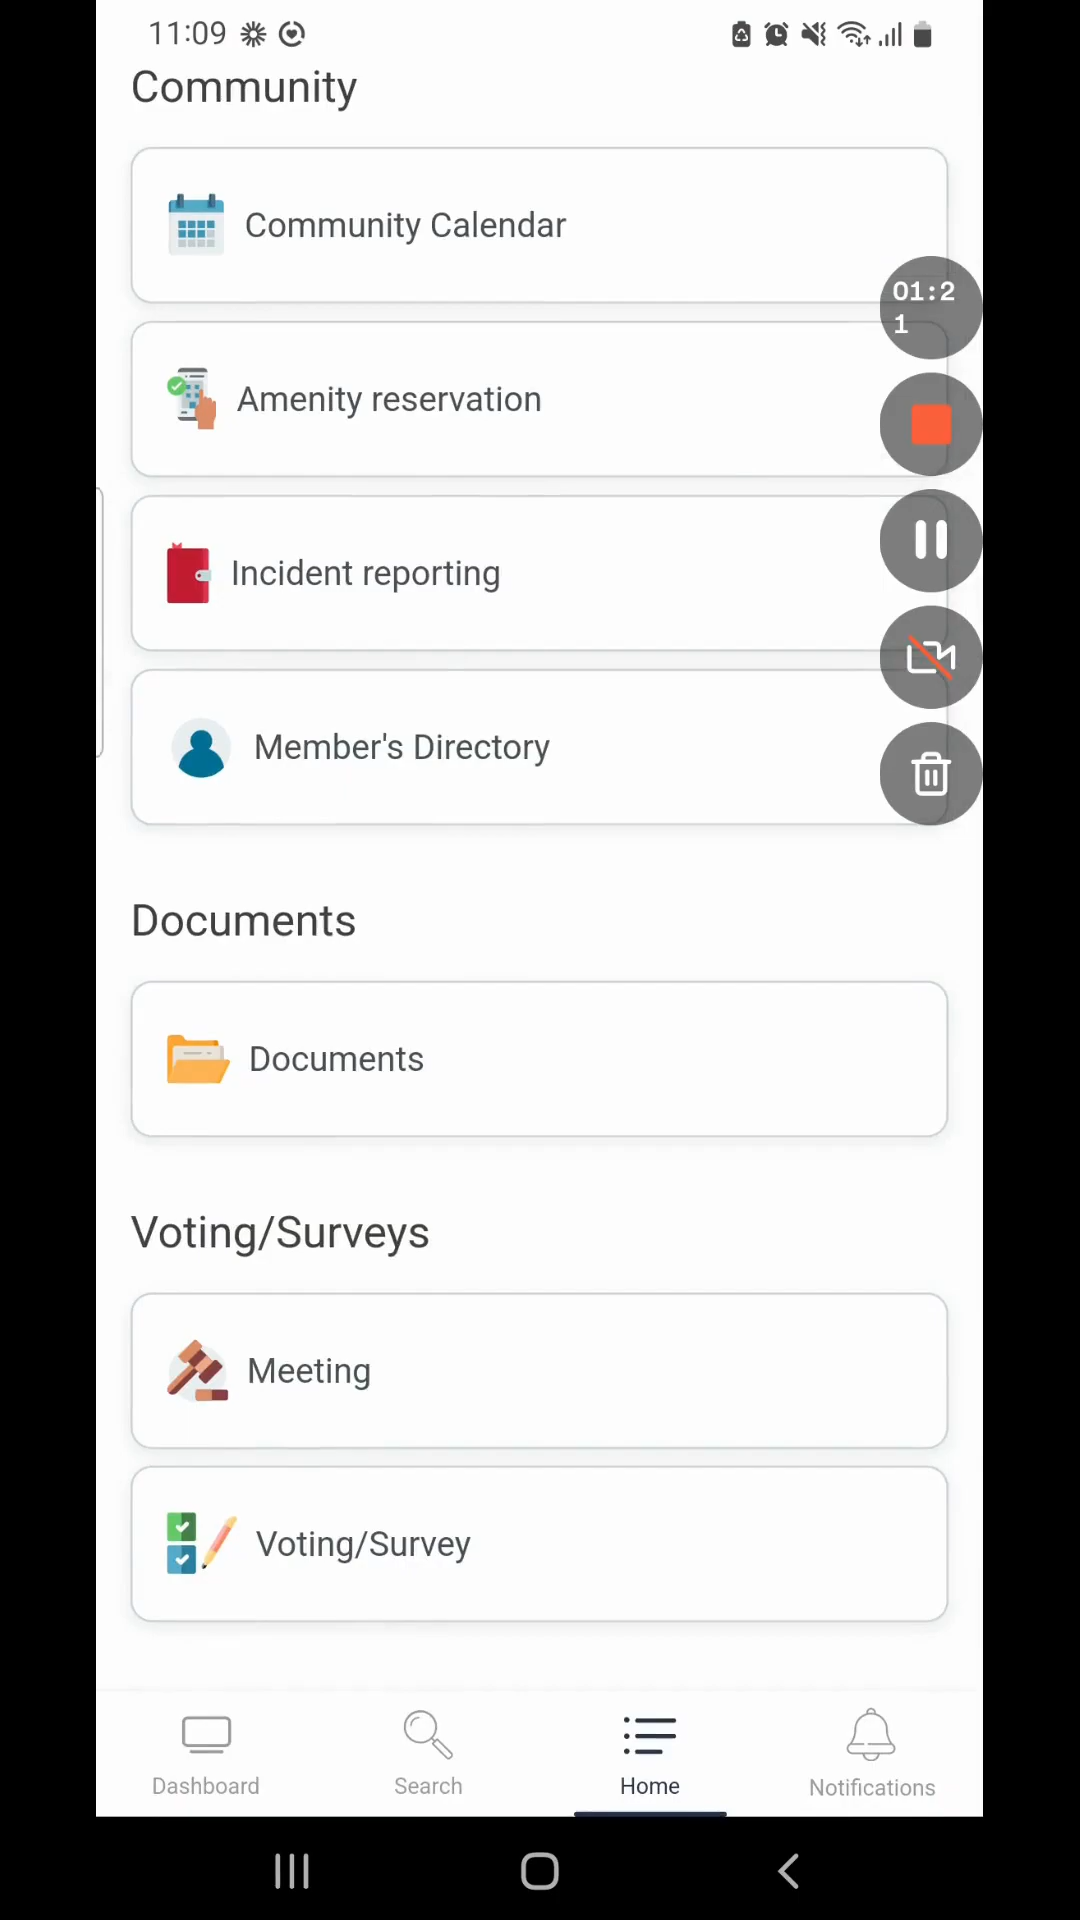 11:09
Community
Community Calendar
01:2
1
Amenity reservation
Incident reporting
Member's Directory
Documents
Documents
Voting/Surveys
Meeting
Voting/Survey
Dashboard
Search
Home
Notifications